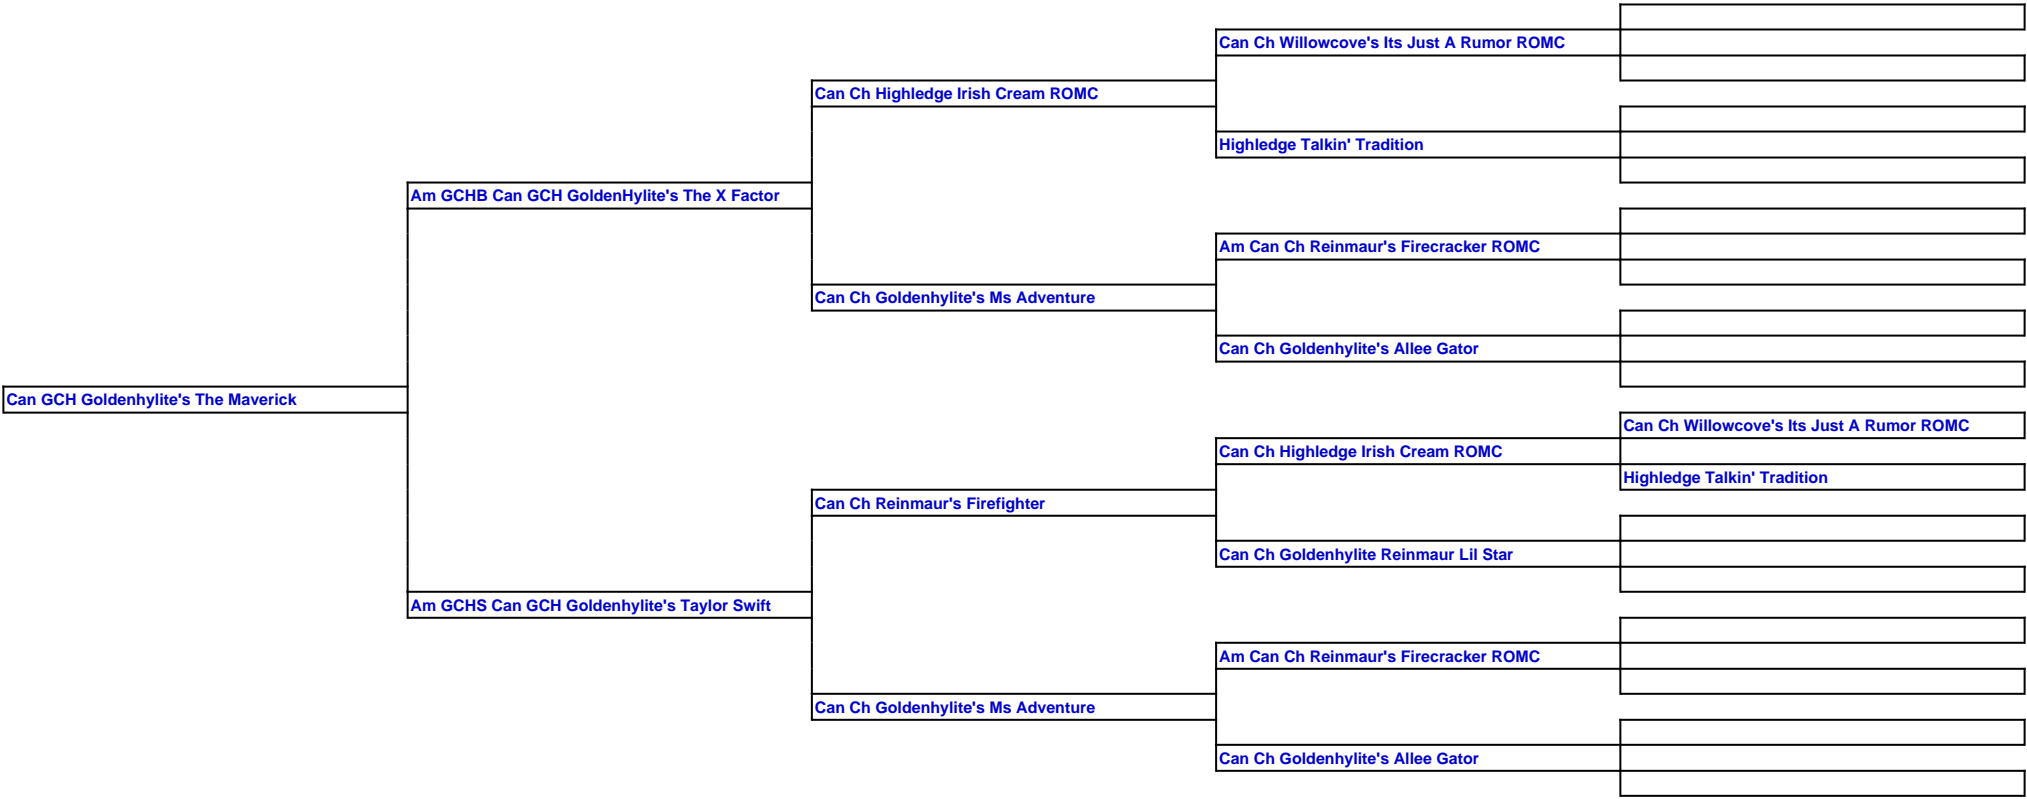 Can Ch Willowcove's Its Just A Rumor ROMC
Can Ch Highledge Irish Cream ROMC
Highledge Talkin' Tradition
Am GCHB Can GCH GoldenHylite's The X Factor
Am Can Ch Reinmaur's Firecracker ROMC
Can Ch Goldenhylite's Ms Adventure
Can Ch Goldenhylite's Allee Gator
Can GCH Goldenhylite's The Maverick
Can Ch Willowcove's Its Just A Rumor ROMC
Can Ch Highledge Irish Cream ROMC
Highledge Talkin' Tradition
Can Ch Reinmaur's Firefighter
Can Ch Goldenhylite Reinmaur Lil Star
Am GCHS Can GCH Goldenhylite's Taylor Swift
Am Can Ch Reinmaur's Firecracker ROMC
Can Ch Goldenhylite's Ms Adventure
Can Ch Goldenhylite's Allee Gator